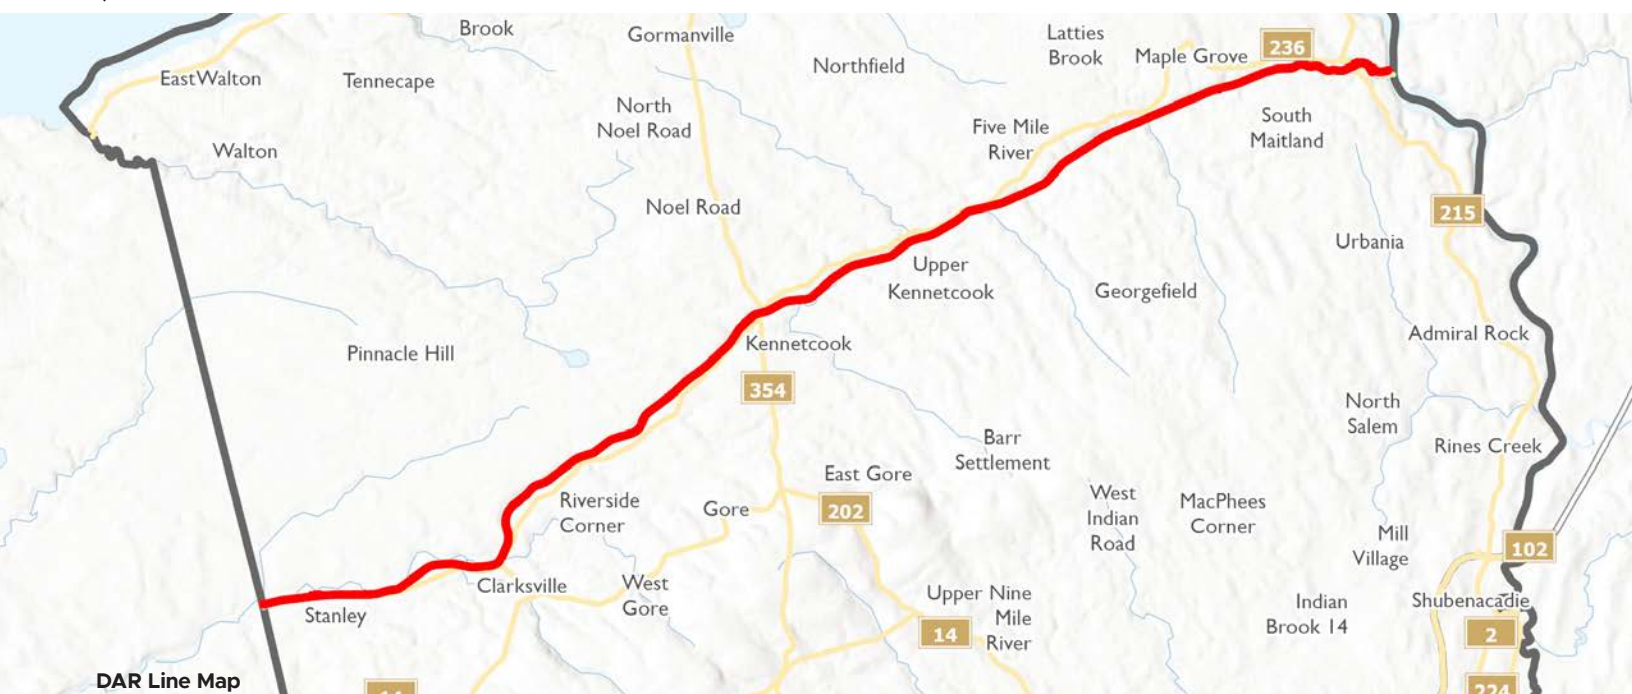 Brook
Gormanville
Latties
Brook
236
Maple Grove
EastWalton
Tennecape
Northfield
North
Noel Road
South
Maitland
Five Mile
River
Walton
Noel Road
215
Urbania
Upper
Kennetcook
Georgefield
Admiral Rock
Pinnacle Hill
Kennetcook
354
North
Salem
Barr
Settlement
Rines Creek
East Gore
Riverside
Corner
Gore
202
West
Indian
Road
MacPhees
Corner
Mill
Village
102
Clarksville
West
Gore
Stanley
Upper Nine
Mile
River
14
Indian
Brook 14
Shubenacadie
2
DAR Line Map
224